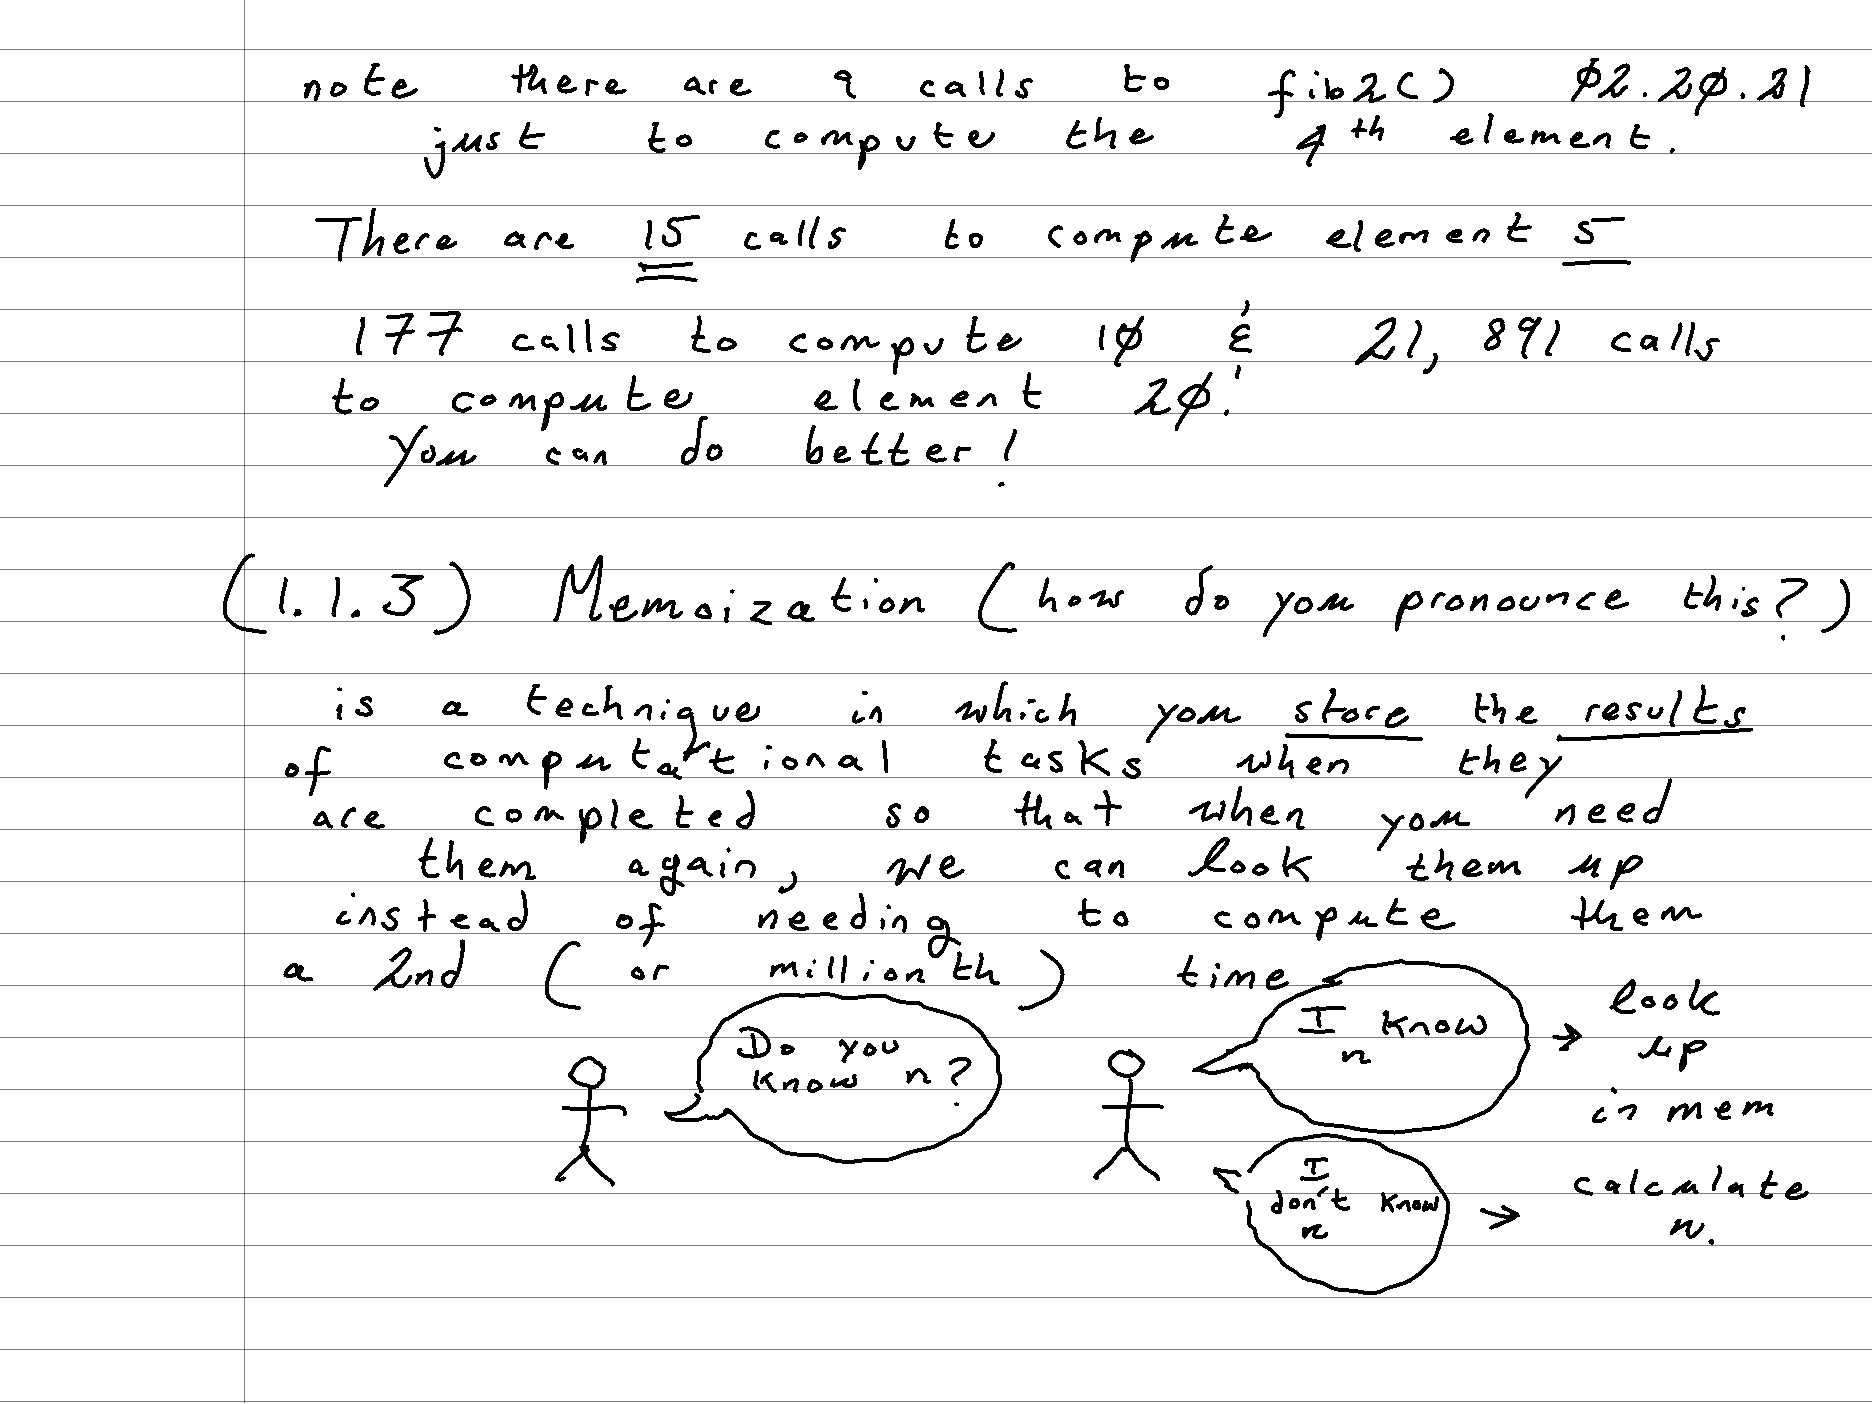 note there are 9 calls to fib2() 02.20.21
just to compute the 4th element.
There are 15 calls to compute element 5
177 calls to compute 10 & 21,891 calls
to compute element 20!
You can do better!
(1.1.3) Memoization (how do you pronounce this?)
is a technique in which you store the results
of computational tasks when they
are completed so that when you need
them again, we can look them up
instead of needing to compute them
a 2nd (or millionth) time.
Do you
know n?
I know
n
→ look
up
in mem
I
don't know
n
→ calculate
n.